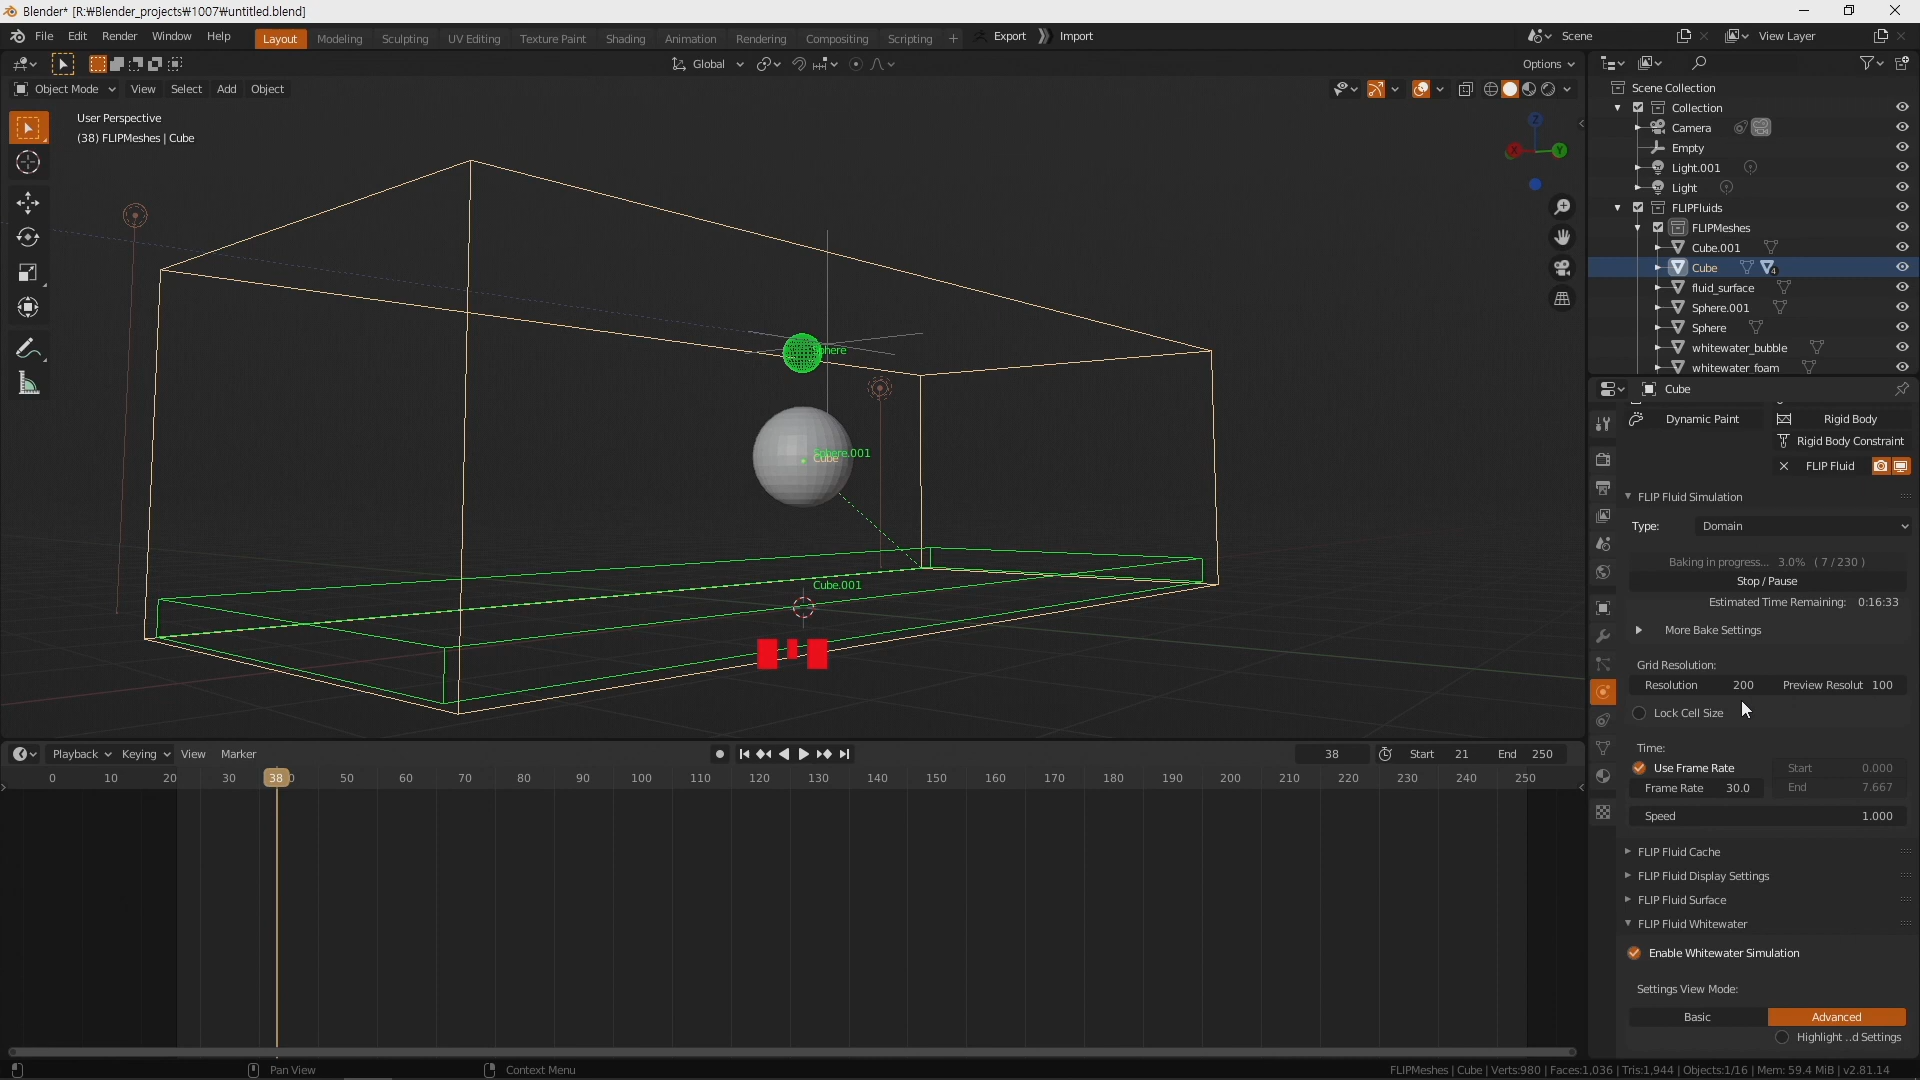 Blender* [R:₩Blender_projects₩1007₩untitled.blend]
File Edit Render Window Help Layout Modeling Sculpting UV Editing Texture Paint Shading Animation Rendering Compositing Scripting + Export Import Scene View Layer
Global Options
Object Mode View Select Add Object
User Perspective
(38) FLIPMeshes | Cube
Z
X
Y
Sphere
Sphere.001
Cube
Cube.001
Scene Collection
Collection
Camera
Empty
Light.001
Light
FLIPFluids
FLIPMeshes
Cube.001
Cube 4
fluid_surface
Sphere.001
Sphere
whitewater_bubble
whitewater_foam
Cube
Dynamic Paint Rigid Body
Rigid Body Constraint
FLIP Fluid
FLIP Fluid Simulation
Type: Domain
Baking in progress... 3.0% ( 7 / 230 )
Stop / Pause
Estimated Time Remaining: 0:16:33
More Bake Settings
Grid Resolution:
Resolution 200 Preview Resolut 100
Lock Cell Size
Time:
Use Frame Rate Start 0.000
Frame Rate 30.0 End 7.667
Speed 1.000
FLIP Fluid Cache
FLIP Fluid Display Settings
FLIP Fluid Surface
FLIP Fluid Whitewater
Enable Whitewater Simulation
Settings View Mode:
Basic Advanced
Highlight ..d Settings
Playback Keying View Marker 38 Start 21 End 250
0 10 20 30 38 0 50 60 70 80 90 100 110 120 130 140 150 160 170 180 190 200 210 220 230 240 250
Pan View Context Menu FLIPMeshes | Cube | Verts:980 | Faces:1,036 | Tris:1,944 | Objects:1/16 | Mem: 59.4 MiB | v2.81.14